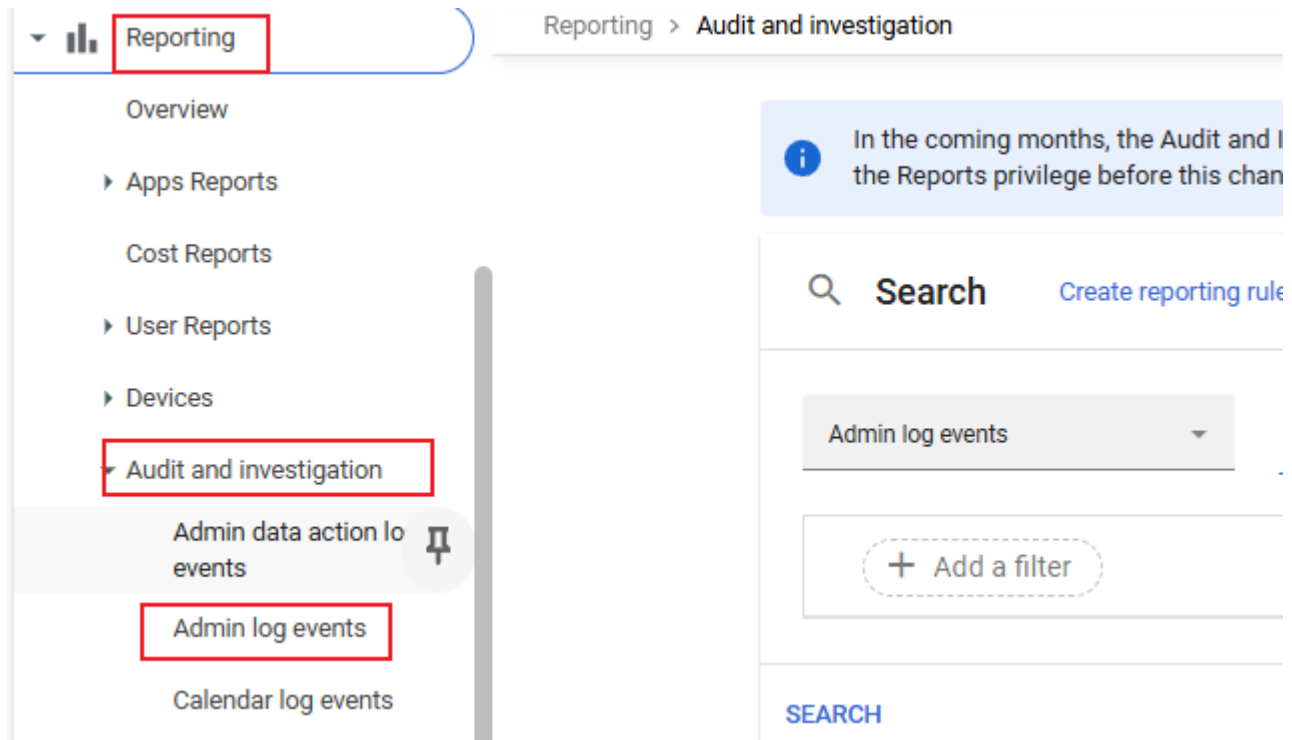 Reporting
Overview
Apps Reports
Cost Reports
User Reports
Devices
Audit and investigation
Admin data action lo
events
Admin log events
Calendar log events
Reporting > Audit and investigation
In the coming months, the Audit and I
the Reports privilege before this chan
Search Create reporting rule
Admin log events
+ Add a filter
SEARCH